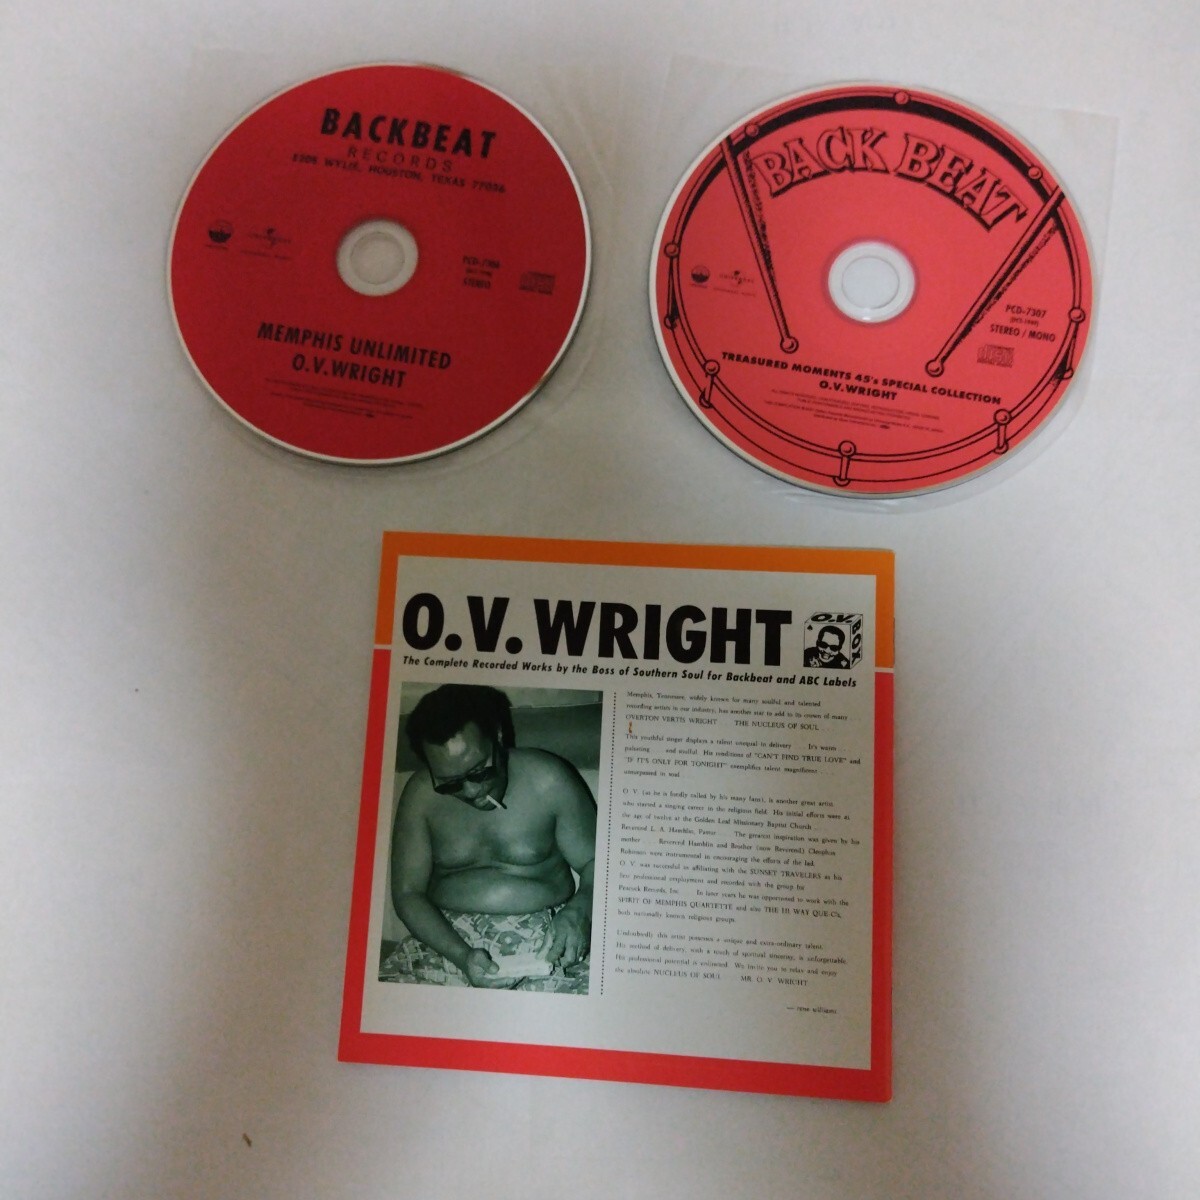 BACKBEAT
RECORDS
WYLIE, HOUSTON, TEXAS 77026
STEREO
MEMPHIS UNLIMITED
O.V.WRIGHT
BACK BEAT
UNIVERSAL
PCD-7307
STEREO / MONO
TREASURED MOMENTS 45's SPECIAL COLLECTION
O.V.WRIGHT
O.V. WRIGHT
O.V.
BOX
The Complete Recorded Works by the Boss of Southern Soul for Backbeat and ABC Labels
Memphis, Tennessee, widely known for many soulful and talented
recording artists in our industry, has another star to add to its crown of many . . .
OVERTON VERTIS WRIGHT . . . THE NUCLEUS OF SOUL
This youthful singer displays a talent unequal in delivery . . . It's warm . . .
pulsating . . . and soulful. His renditions of "CAN'T FIND TRUE LOVE" and
"IF IT'S ONLY FOR TONIGHT" exemplifies talent magnificent . . .
unsurpassed in soul.
O. V. (as he is fondly called by his many fans), is another great artist
who started a singing career in the religious field. His initial efforts were at
the age of twelve at the Golden Leaf Missionary Baptist Church . . .
Reverend L. A. Hamblin, Pastor . . . The greatest inspiration was given by his
mother . . . Reverend Hamblin and Brother (now Reverend) Cleophus
Robinson were instrumental in encouraging the efforts of the lad.
O. V. was successful in affiliating with the SUNSET TRAVELERS as his
first professional employment and recorded with the group for
Peacock Records, Inc. . . . In later years he was opportuned to work with the
SPIRIT OF MEMPHIS QUARTETTE and also THE HI WAY QUE-C's,
both nationally known religious groups.
Undoubtedly this artist possesses a unique and extra-ordinary talent.
His method of delivery, with a touch of spiritual sincerity, is unforgettable.
His professional potential is unlimited. We invite you to relax and enjoy
the absolute NUCLEUS OF SOUL . . . MR. O. V. WRIGHT